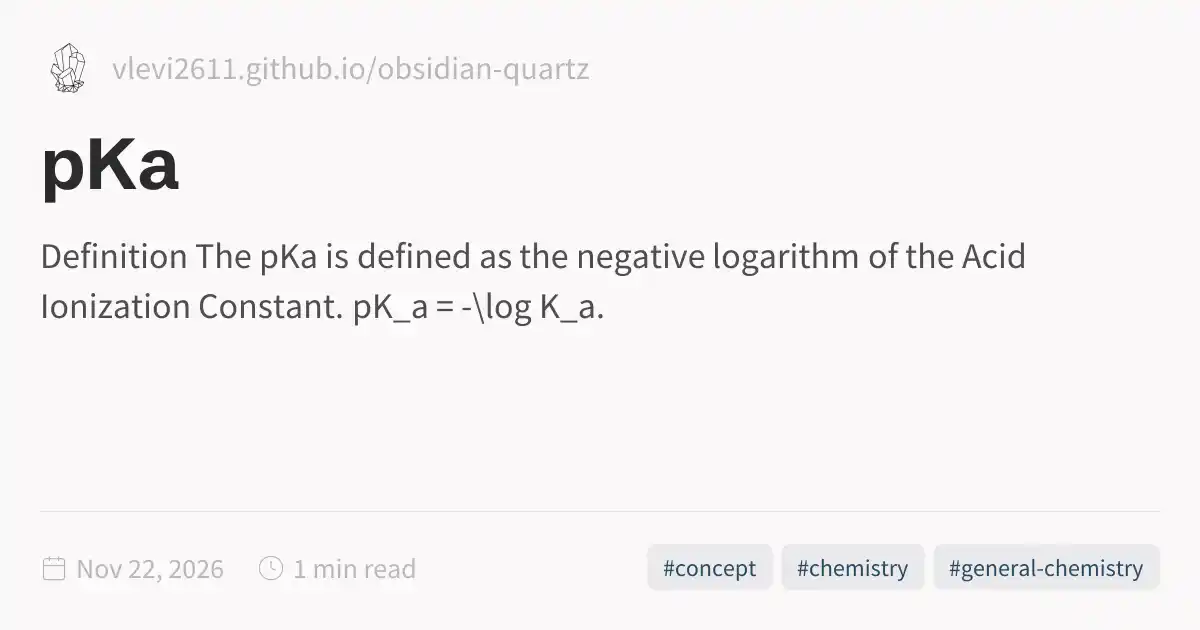 vlevi2611.github.io/obsidian-quartz
pKa
Definition The pKa is defined as the negative logarithm of the Acid
Ionization Constant. pK_a = -\log K_a.
Nov 22, 2026 1 min read #concept #chemistry #general-chemistry